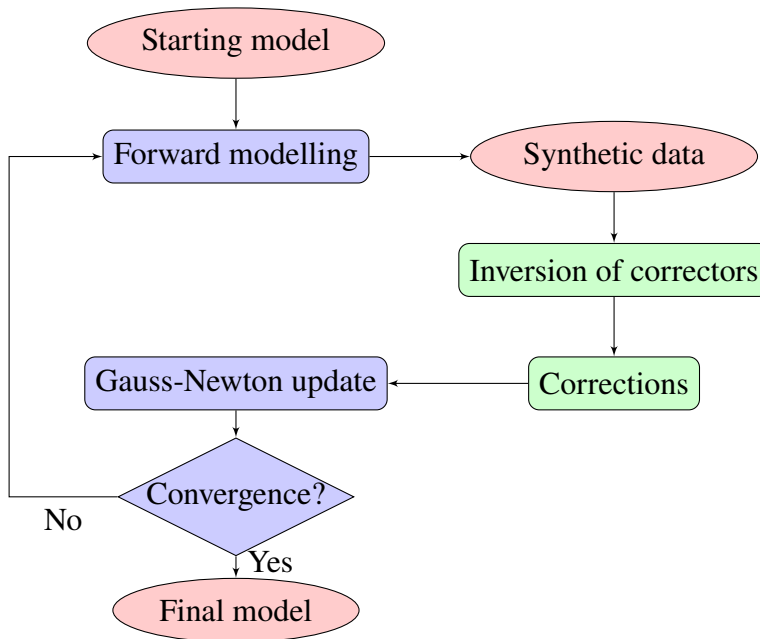 Starting model
Forward modelling
Synthetic data
Inversion of correctors
Gauss-Newton update
Corrections
Convergence?
No
Yes
Final model